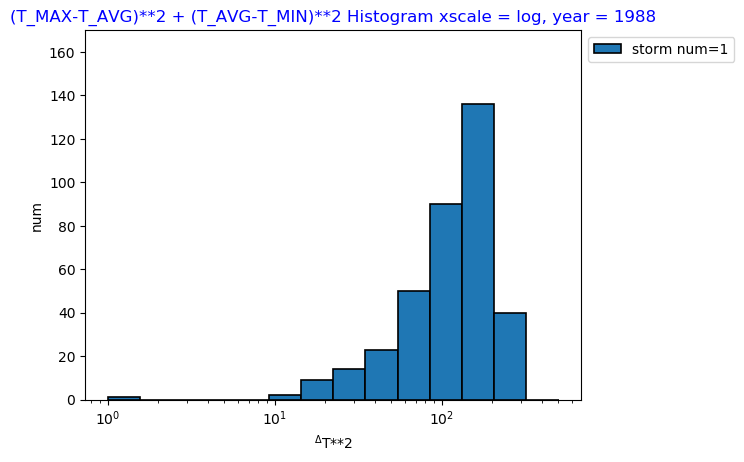 (T_MAX-T_AVG)**2 + (T_AVG-T_MIN)**2 Histogram xscale = log, year = 1988
storm num=1
160
140
120
100
80
60
40
20
0
num
10⁰ 10¹ 10²
ᐞT**2